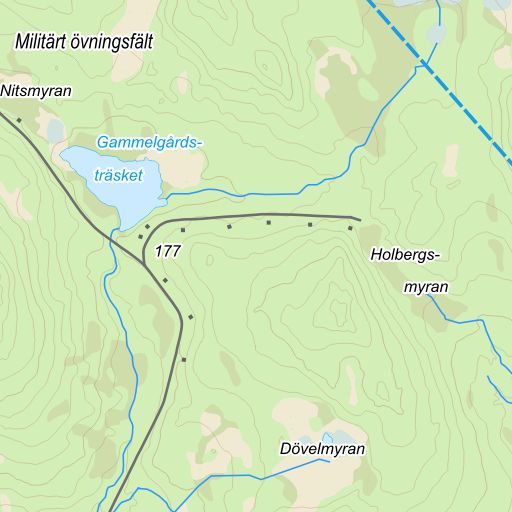 Militärt övningsfält
Nitsmyran
Gammelgårds-
träsket
177
Holbergs-
myran
Dövelmyran